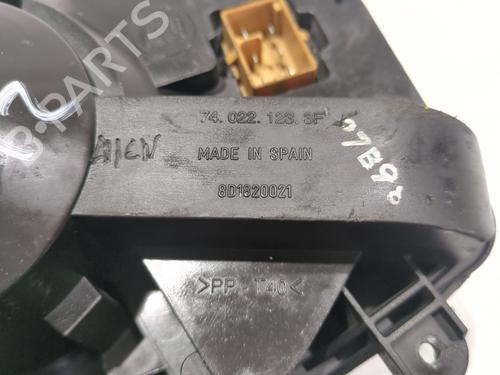 B-PARTS
74.022.123.3F
MADE IN SPAIN
8D1820021
>PP-T40<